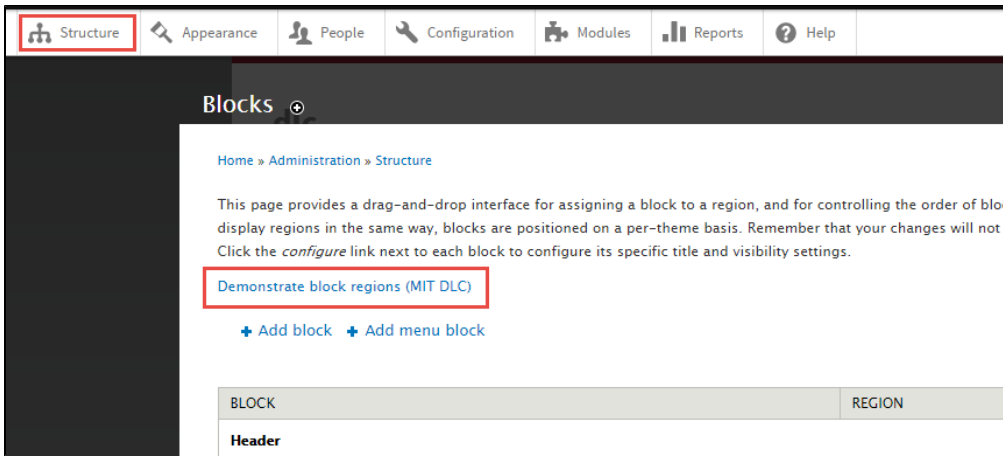 Structure Appearance People Configuration Modules Reports Help
Blocks
dlc
Home » Administration » Structure
This page provides a drag-and-drop interface for assigning a block to a region, and for controlling the order of blo
display regions in the same way, blocks are positioned on a per-theme basis. Remember that your changes will not
Click the configure link next to each block to configure its specific title and visibility settings.
Demonstrate block regions (MIT DLC)
Add block Add menu block
BLOCK REGION
Header